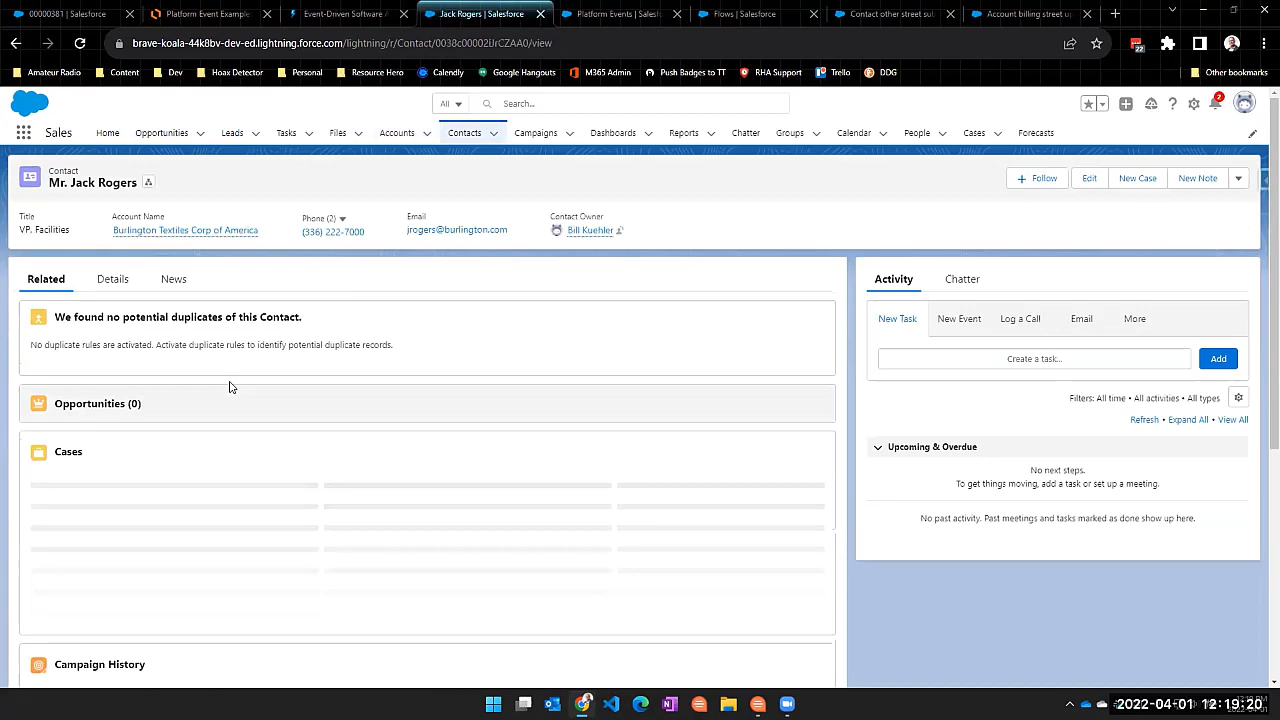 00000381 | Salesforce
Platform Event Example
Event-Driven Software A
Jack Rogers | Salesforce
Platform Events | Salesf
Flows | Salesforce
Contact other street su
Account billing street up
brave-koala-44k8bv-dev-ed.lightning.force.com/lightning/r/Contact/0038c00002iJrCZAA0/view
22
Amateur Radio
Content
Dev
Hoax Detector
Personal
Resource Hero
Calendly
Google Hangouts
M365 Admin
Push Badges to TT
RHA Support
Trello
DDG
Other bookmarks
All
Search...
2
Sales
Home
Opportunities
Leads
Tasks
Files
Accounts
Contacts
Campaigns
Dashboards
Reports
Chatter
Groups
Calendar
People
Cases
Forecasts
Contact
Mr. Jack Rogers
+ Follow
Edit
New Case
New Note
Title
VP, Facilities
Account Name
Burlington Textiles Corp of America
Phone (2)
(336) 222-7000
Email
jrogers@burlington.com
Contact Owner
Bill Kuehler
Related
Details
News
We found no potential duplicates of this Contact.
No duplicate rules are activated. Activate duplicate rules to identify potential duplicate records.
Opportunities (0)
Cases
Campaign History
Activity
Chatter
New Task
New Event
Log a Call
Email
More
Create a task...
Add
Filters: All time • All activities • All types
Refresh • Expand All • View All
Upcoming & Overdue
No next steps.
To get things moving, add a task or set up a meeting.
No past activity. Past meetings and tasks marked as done show up here.
2022-04-01 12:19:20